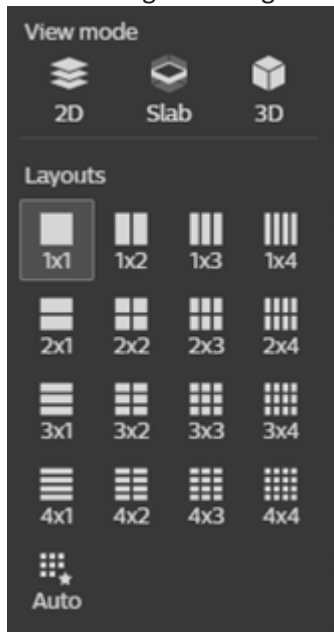 View mode
2D Slab 3D
Layouts
1x1 1x2 1x3 1x4
2x1 2x2 2x3 2x4
3x1 3x2 3x3 3x4
4x1 4x2 4x3 4x4
Auto